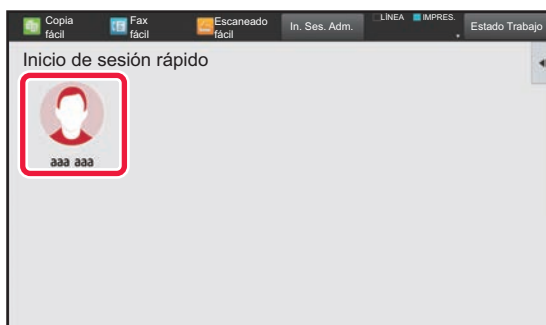 Copia
fácil
Fax
fácil
Escaneado
fácil
In. Ses. Adm.
LÍNEA
IMPRES.
Estado Trabajo
Inicio de sesión rápido
aaa aaa